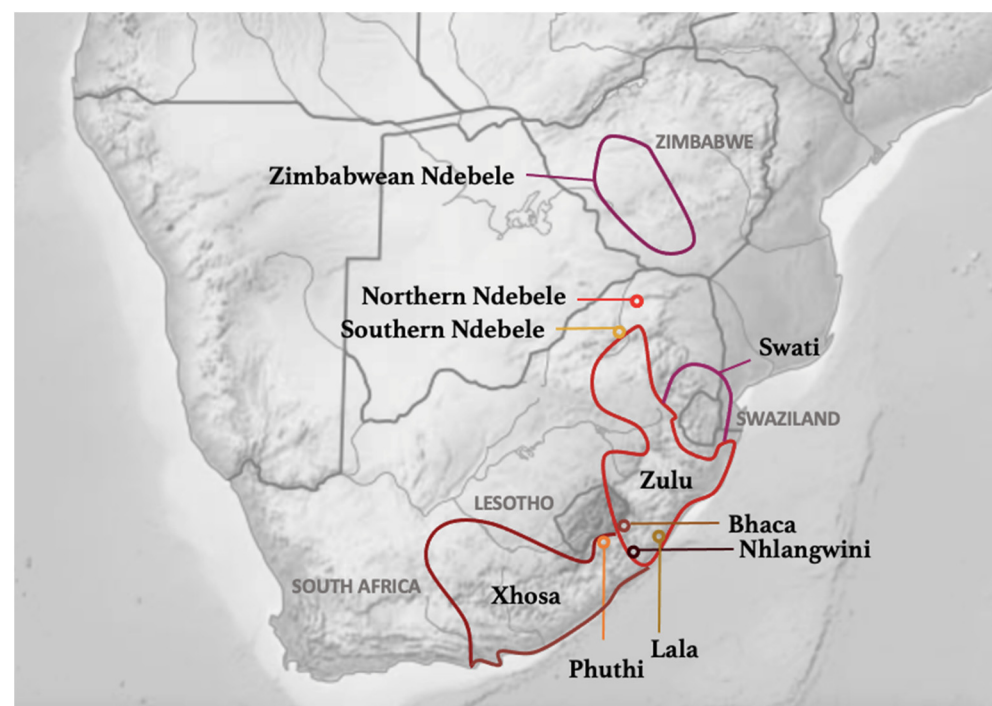 ZIMBABWE
Zimbabwean Ndebele
Northern Ndebele
Southern Ndebele
Swati
SWAZILAND
Zulu
LESOTHO
Bhaca
Nhlangwini
SOUTH AFRICA
Xhosa
Lala
Phuthi